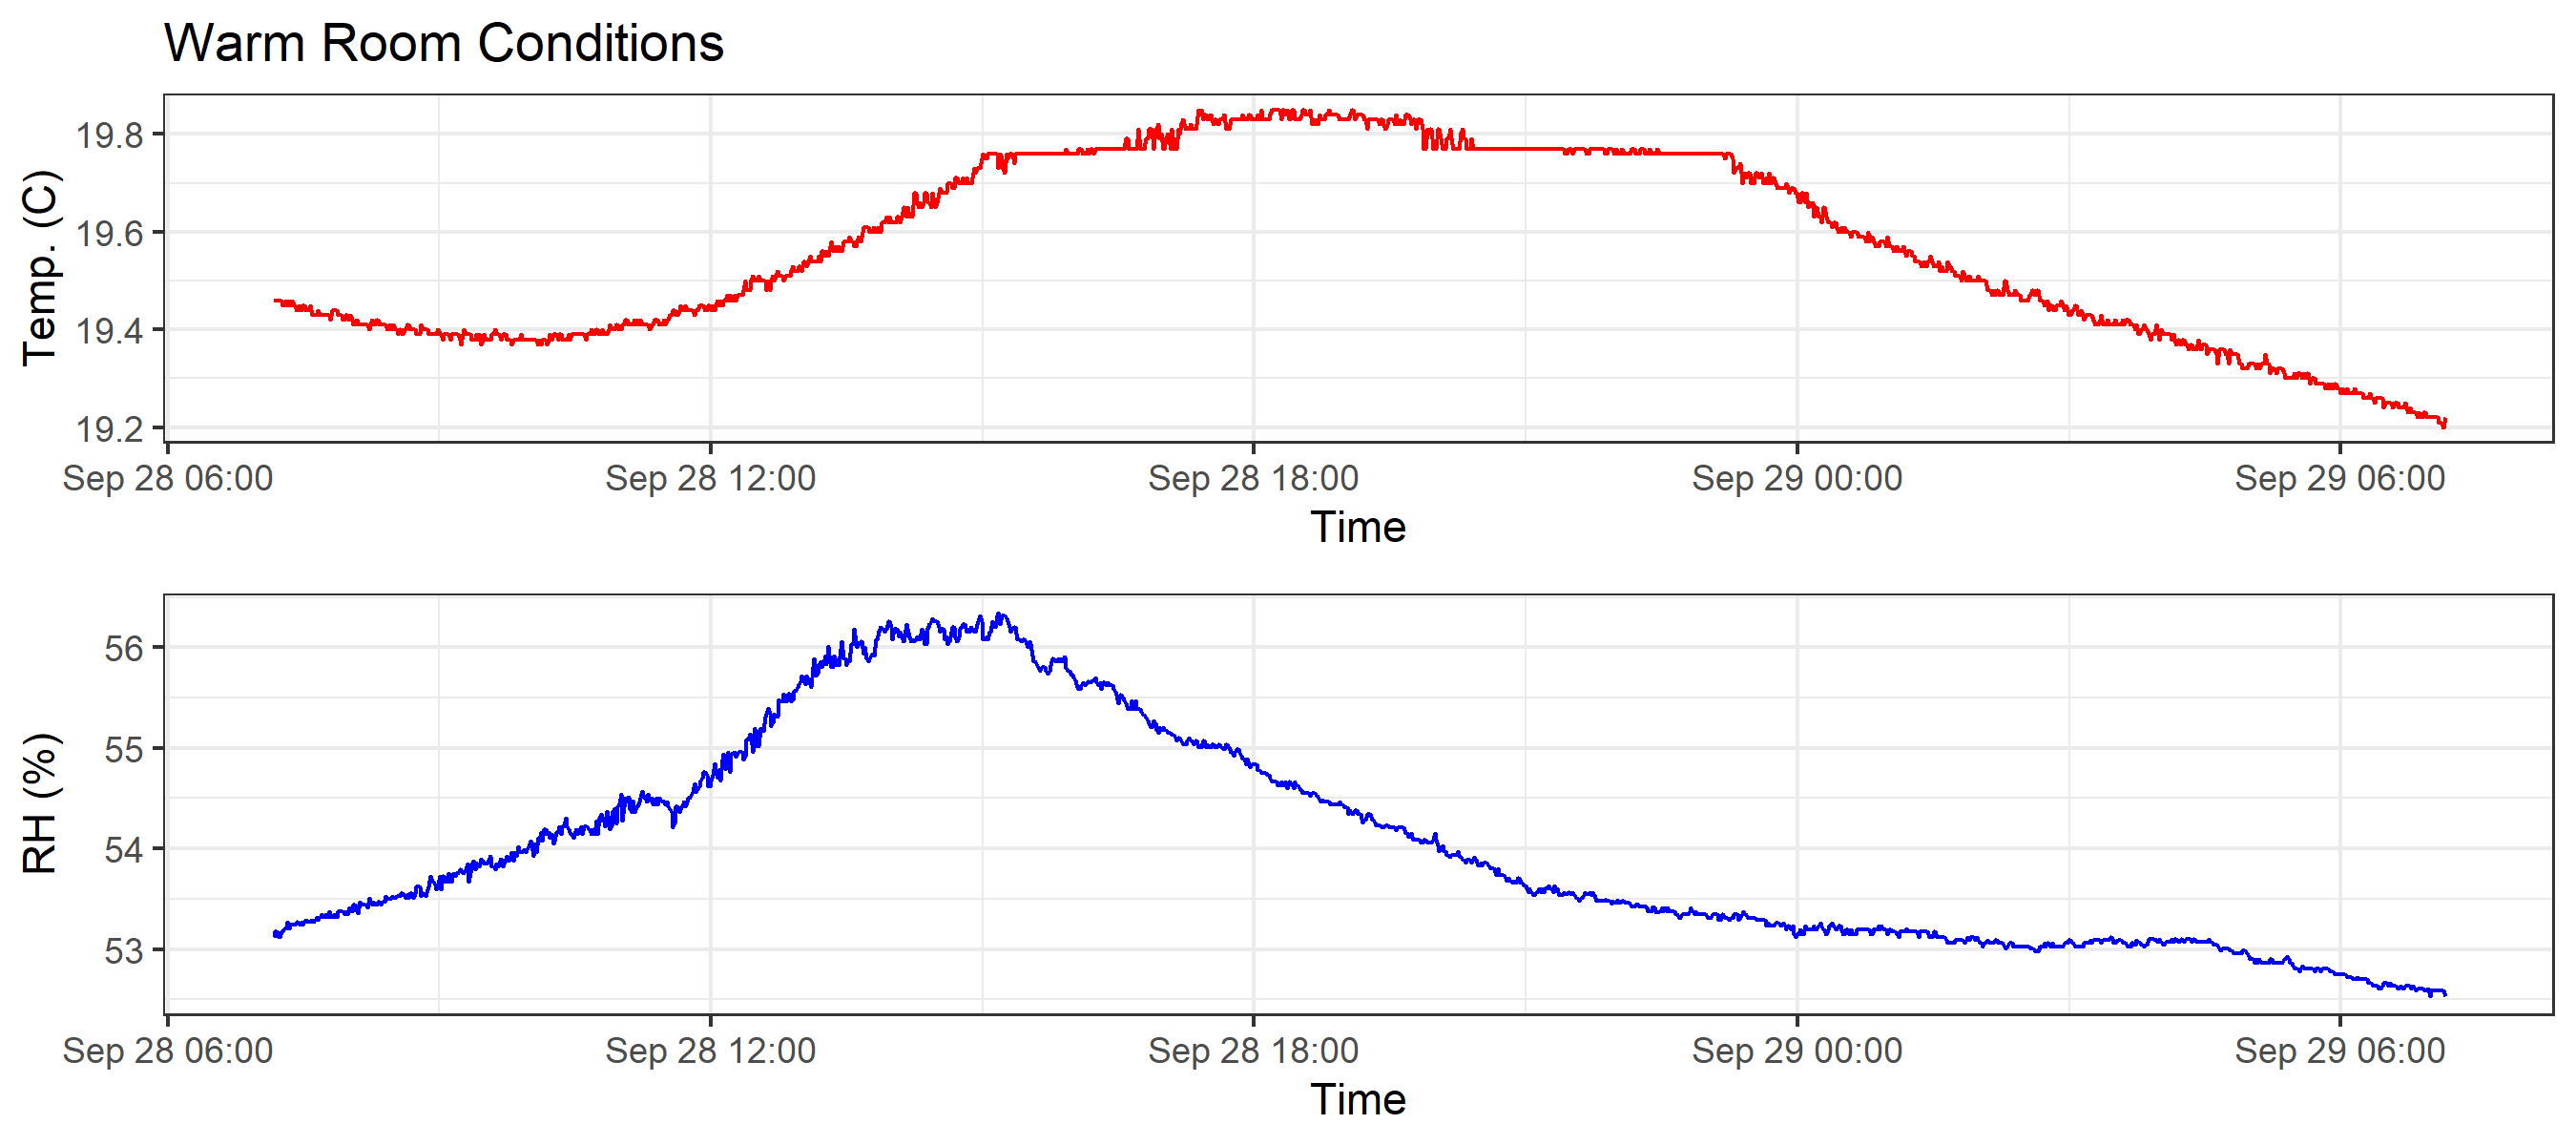 Warm Room Conditions
Temp. (C)
19.8
19.6
19.4
19.2
Sep 28 06:00 Sep 28 12:00 Sep 28 18:00 Sep 29 00:00 Sep 29 06:00
Time
RH (%)
56
55
54
53
Sep 28 06:00 Sep 28 12:00 Sep 28 18:00 Sep 29 00:00 Sep 29 06:00
Time